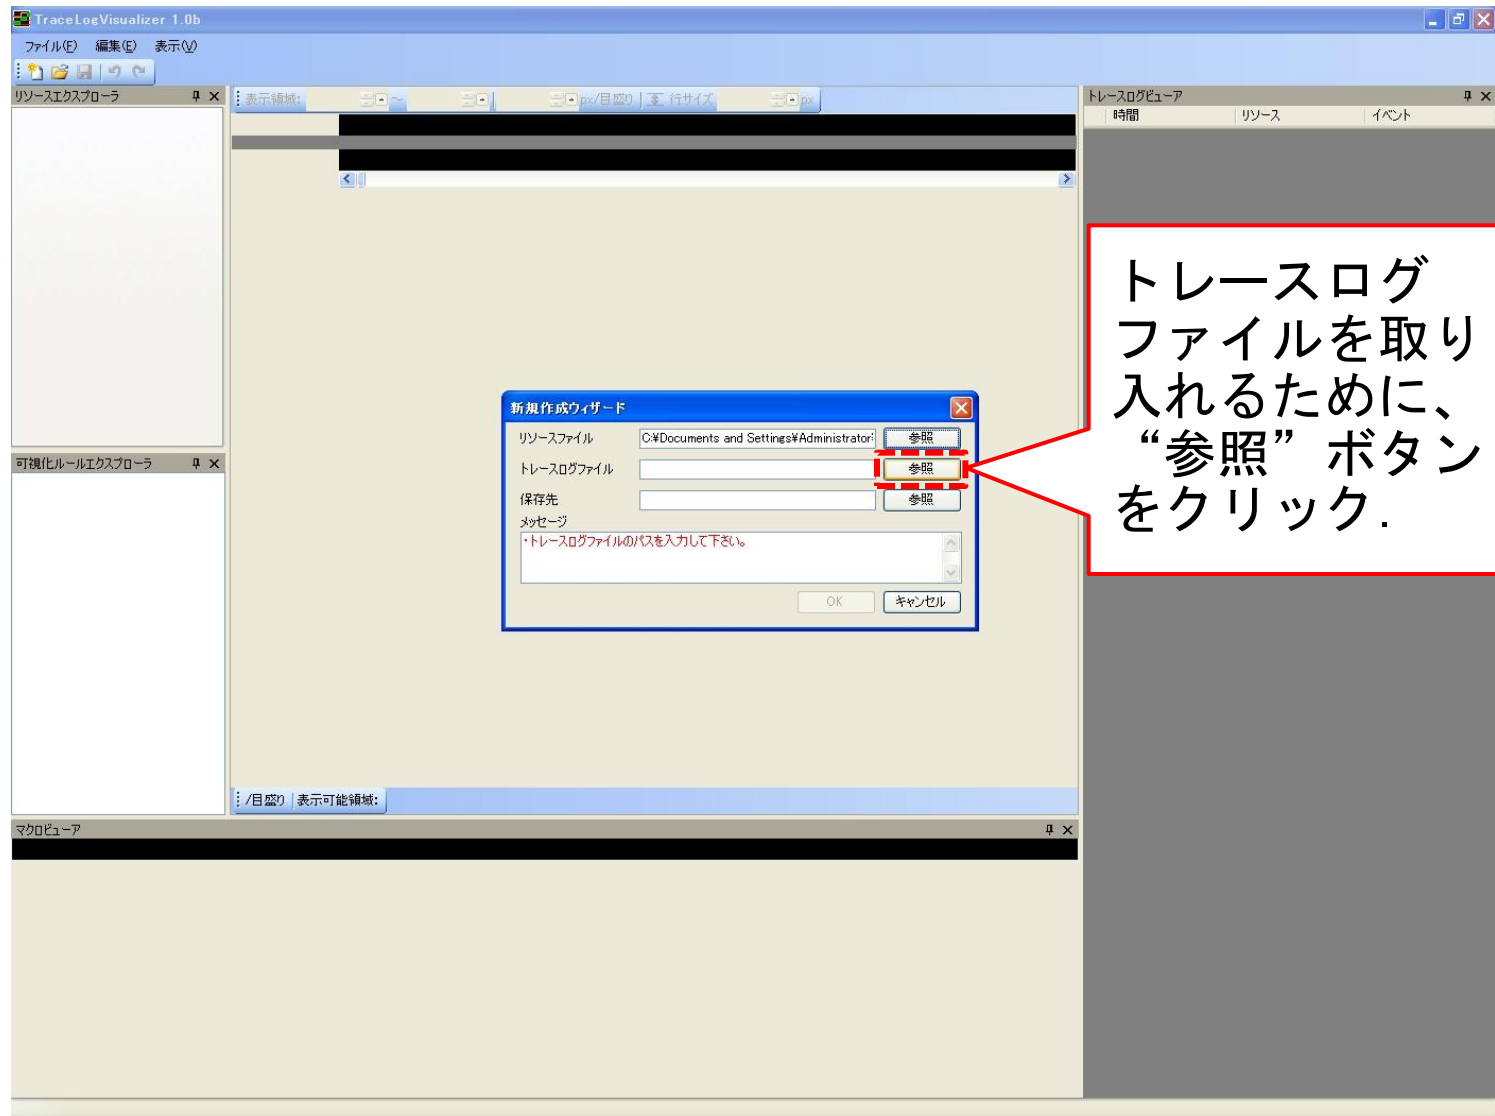 TraceLogVisualizer 1.0b
ファイル(F) 編集(E) 表示(V)
リソースエクスプローラ
表示領域: ～ px/目盛り 行サイズ px
トレースログビューア
時間 リソース イベント
トレースログ
ファイルを取り
入れるために、
“参照”ボタン
をクリック.
新規作成ウィザード
リソースファイル C:¥Documents and Settings¥Administrator¥ 参照
トレースログファイル 参照
保存先 参照
メッセージ
・トレースログファイルのパスを入力して下さい。
OK キャンセル
可視化ルールエクスプローラ
/目盛り 表示可能領域:
マクロビューア